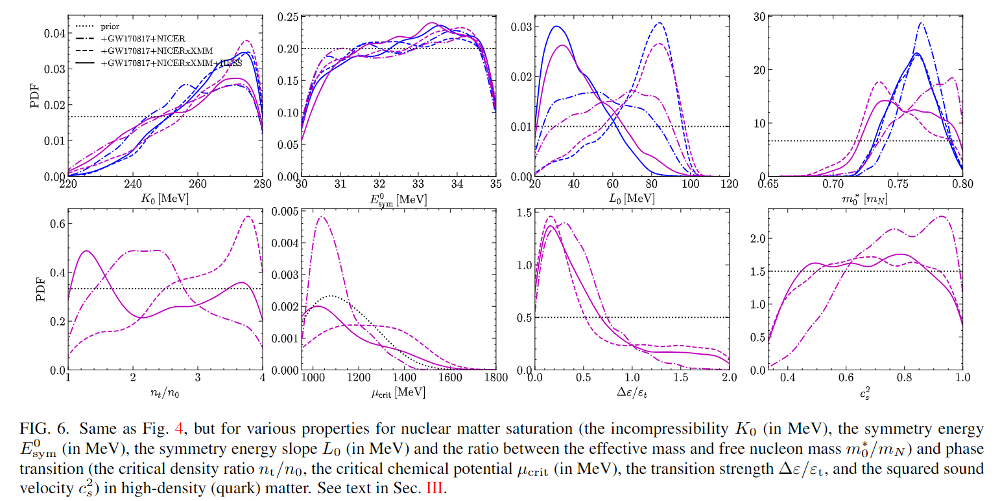 0.04
0.03
0.02
0.01
0.00
PDF
prior
+GW170817+NICER
+GW170817+NICERxXMM
+GW170817+NICERxXMM+HESS
220 240 260 280
K₀ [MeV]
0.25
0.20
0.15
0.10
0.05
0.00
30 31 32 33 34 35
E⁰sym [MeV]
0.03
0.02
0.01
0.00
20 40 60 80 100 120
L₀ [MeV]
30
20
10
0
0.65 0.70 0.75 0.80
m₀* [mN]
0.6
0.4
0.2
0.0
PDF
1 2 3 4
nₜ/n₀
0.005
0.004
0.003
0.002
0.001
0.000
1000 1200 1400 1600 1800
μcrit [MeV]
1.5
1.0
0.5
0.0
0.0 0.5 1.0 1.5 2.0
Δε/εₜ
2.0
1.5
1.0
0.5
0.0
0.4 0.6 0.8 1.0
cₛ²
FIG. 6. Same as Fig. 4, but for various properties for nuclear matter saturation (the incompressibility K₀ (in MeV), the symmetry energy
E⁰sym (in MeV), the symmetry energy slope L₀ (in MeV) and the ratio between the effective mass and free nucleon mass m₀*/mN) and phase
transition (the critical density ratio nₜ/n₀, the critical chemical potential μcrit (in MeV), the transition strength Δε/εₜ, and the squared sound
velocity cₛ²) in high-density (quark) matter. See text in Sec. III.